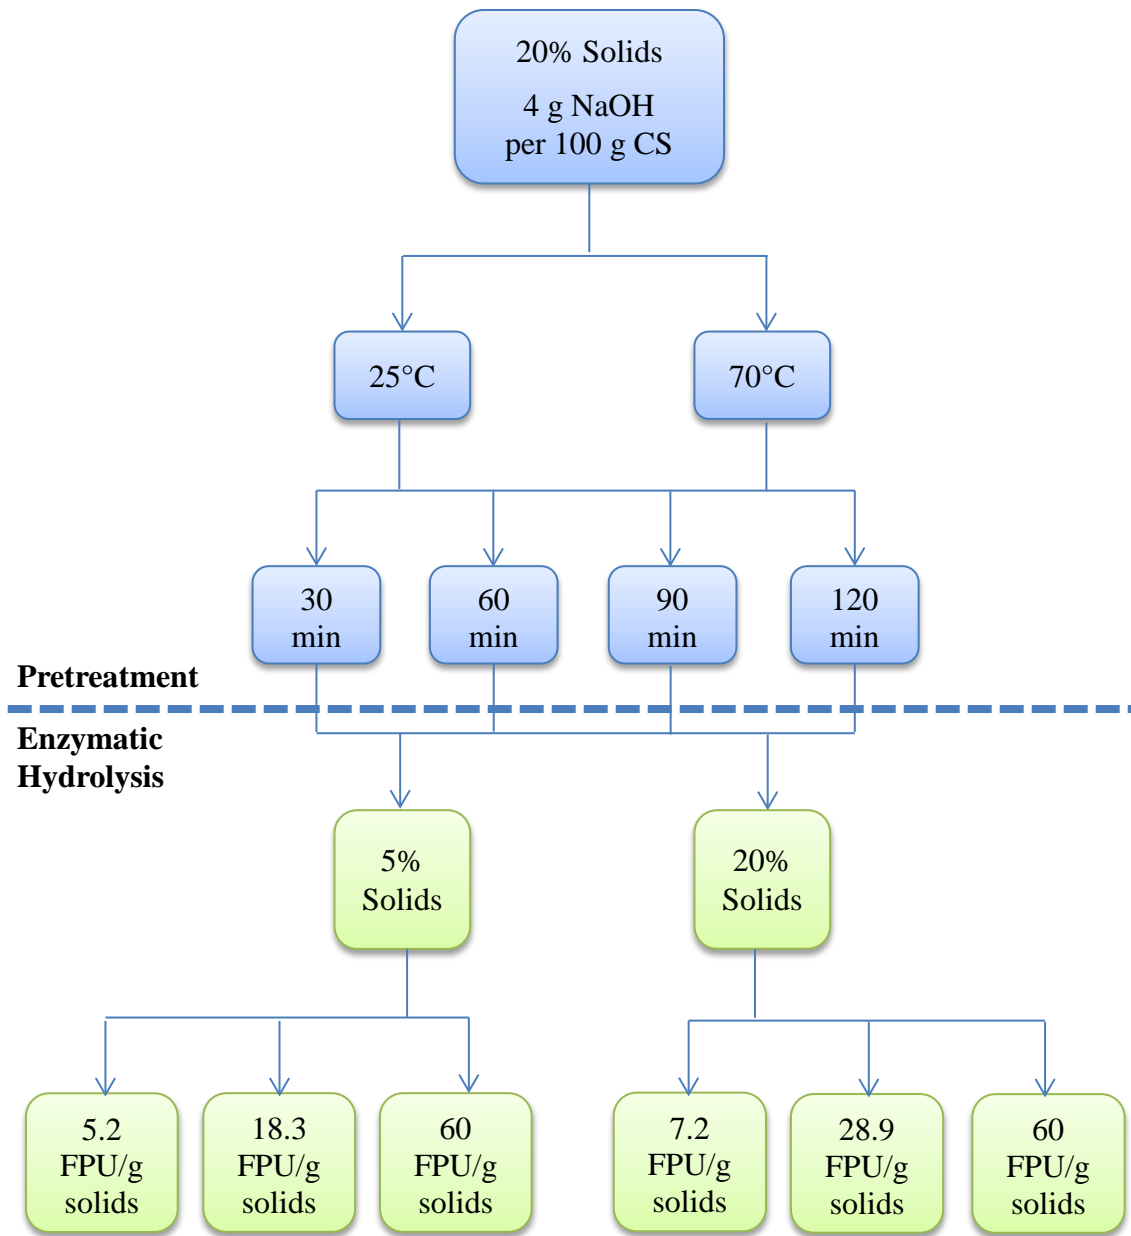 20% Solids
4 g NaOH
per 100 g CS
25°C
70°C
30
min
60
min
90
min
120
min
Pretreatment
Enzymatic
Hydrolysis
5%
Solids
20%
Solids
5.2
FPU/g
solids
18.3
FPU/g
solids
60
FPU/g
solids
7.2
FPU/g
solids
28.9
FPU/g
solids
60
FPU/g
solids